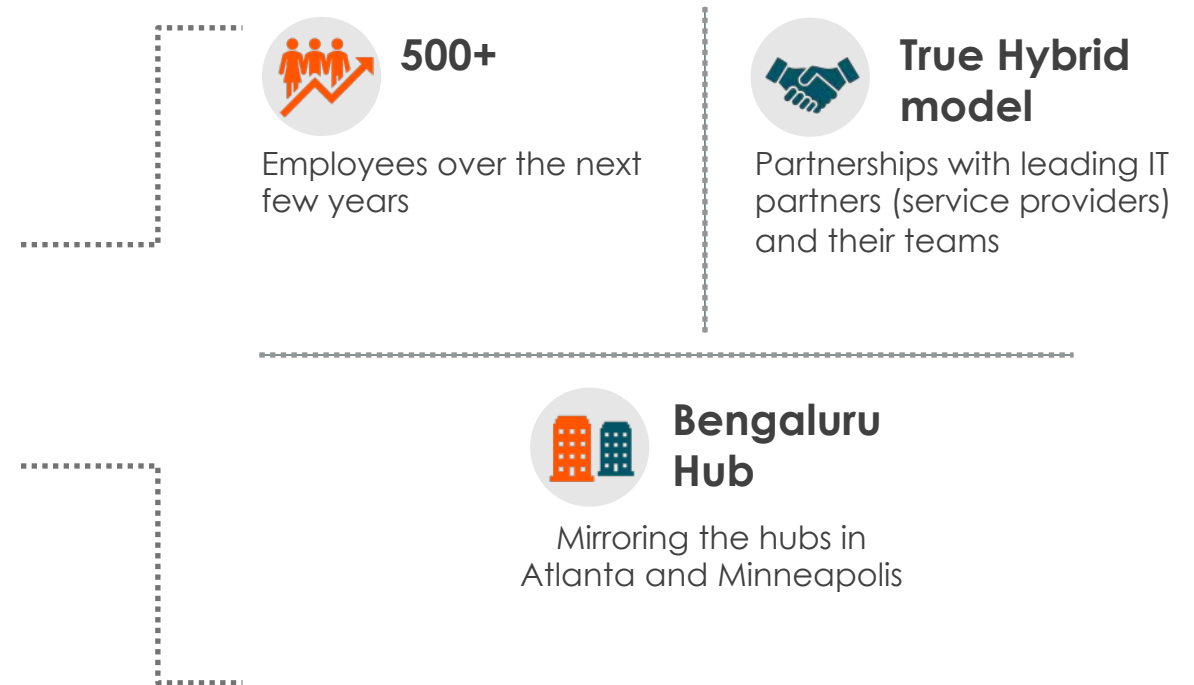 500+
Employees over the next
few years
True Hybrid
model
Partnerships with leading IT
partners (service providers)
and their teams
Bengaluru
Hub
Mirroring the hubs in
Atlanta and Minneapolis